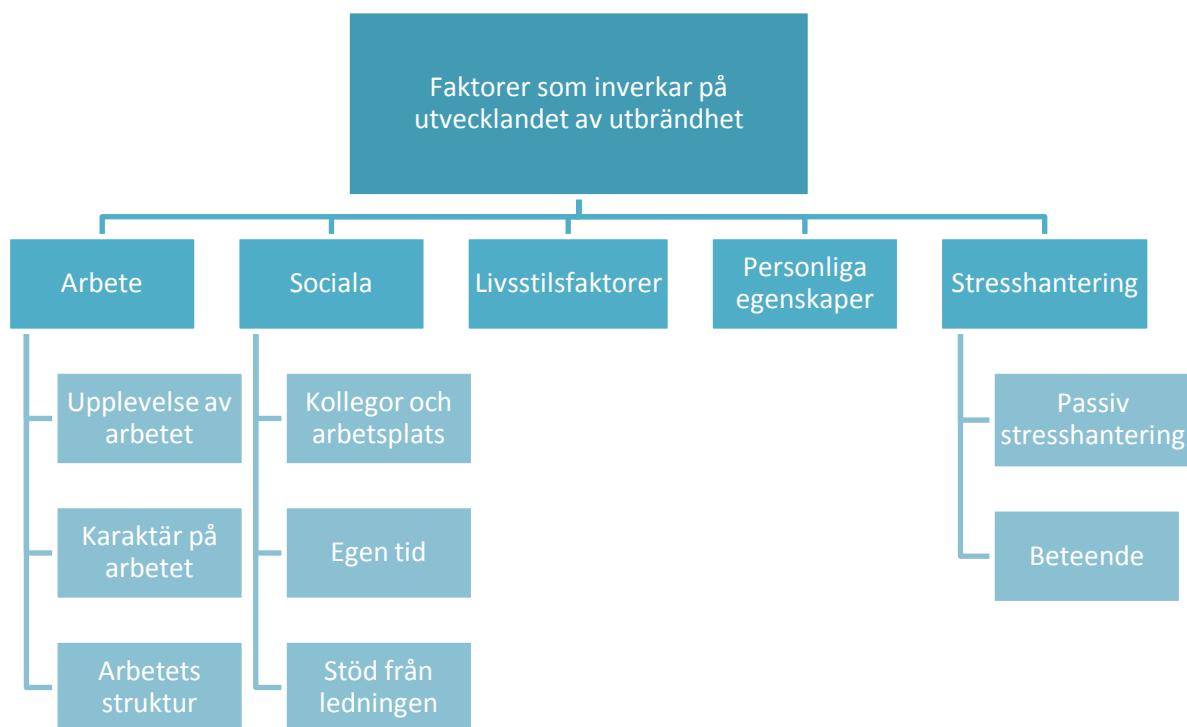 Faktorer som inverkar på
utvecklandet av utbrändhet
Arbete
Sociala
Livsstilsfaktorer
Personliga
egenskaper
Stresshantering
Upplevelse av
arbetet
Karaktär på
arbetet
Arbetets
struktur
Kollegor och
arbetsplats
Egen tid
Stöd från
ledningen
Passiv
stresshantering
Beteende